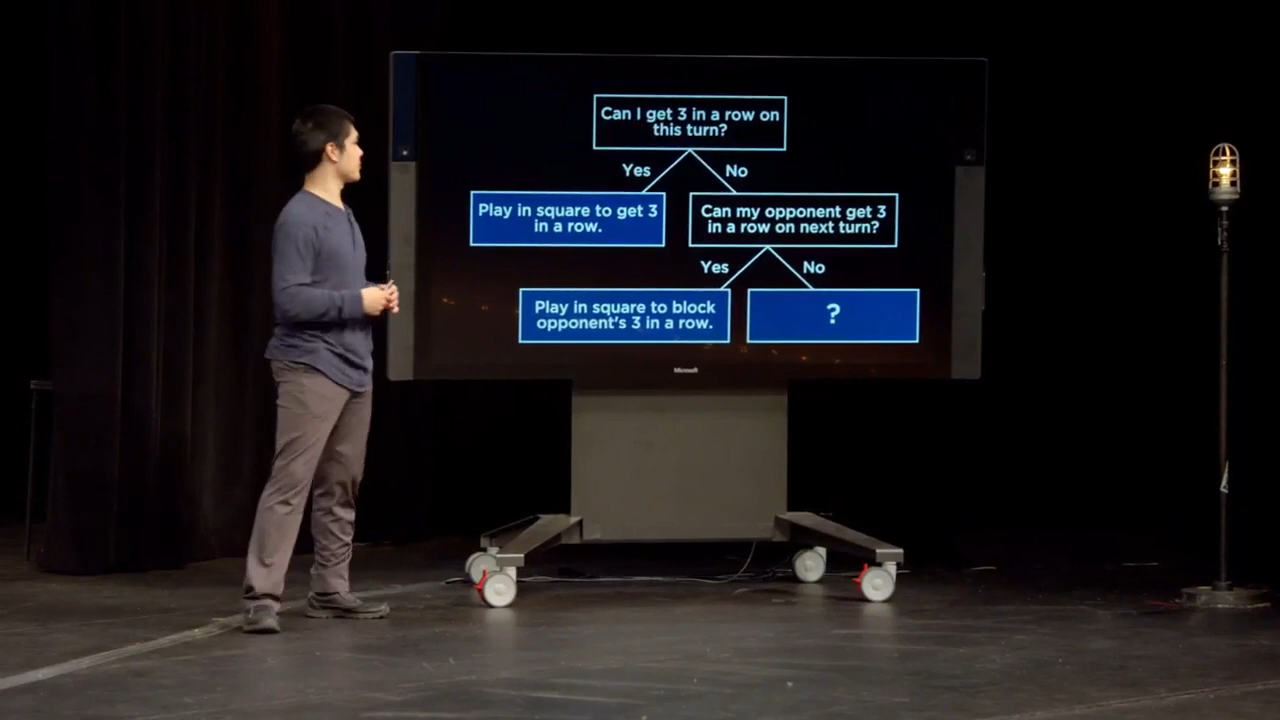 Can I get 3 in a row on
this turn?
Yes
No
Play in square to get 3
in a row.
Can my opponent get 3
in a row on next turn?
Yes
No
Play in square to block
opponent's 3 in a row.
?
Microsoft